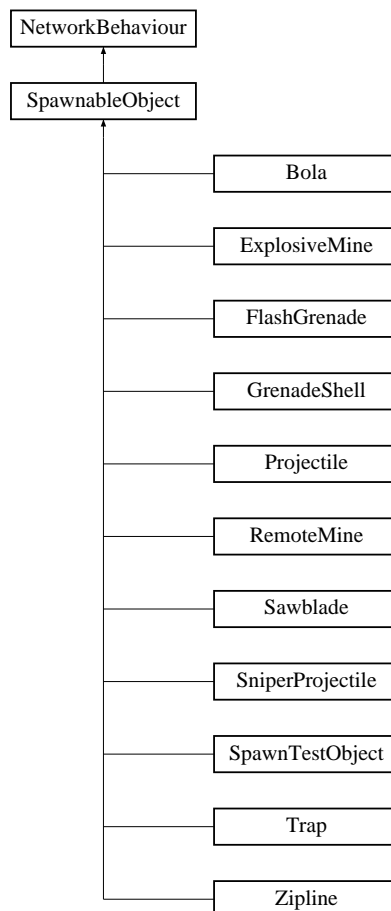 NetworkBehaviour
SpawnableObject
Bola
ExplosiveMine
FlashGrenade
GrenadeShell
Projectile
RemoteMine
Sawblade
SniperProjectile
SpawnTestObject
Trap
Zipline